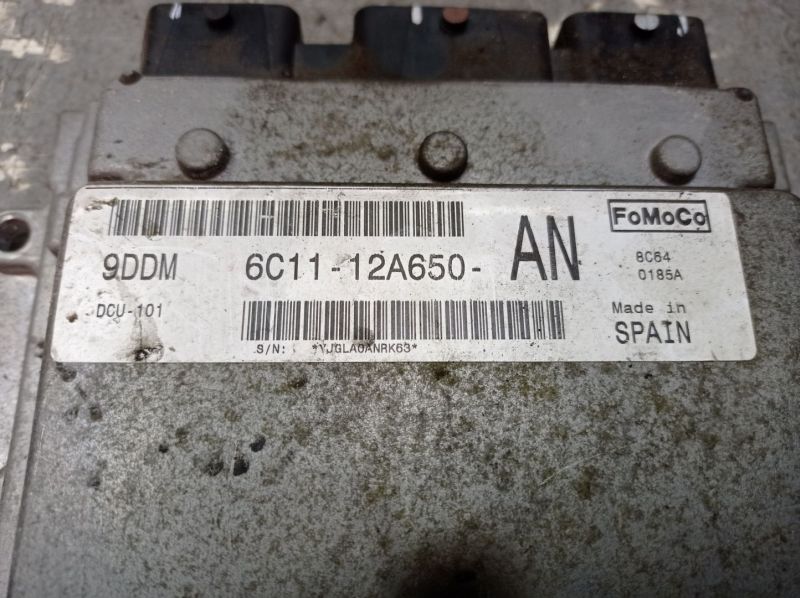 FoMoCo
9DDM 6C11-12A650- AN
8C64
0185A
DCU-101
Made in
SPAIN
S/N: *YJGLA0ANRK63*